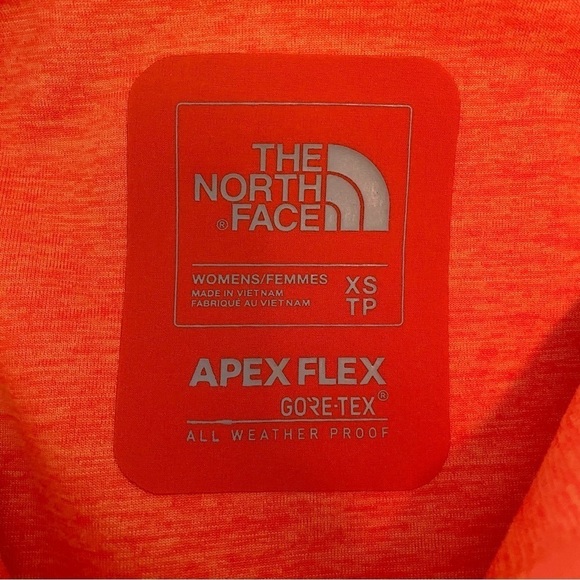 THE
NORTH
® FACE
WOMENS/FEMMES
MADE IN VIETNAM
FABRIQUE AU VIETNAM
XS
TP
APEX FLEX
GORE-TEX®
ALL WEATHER PROOF